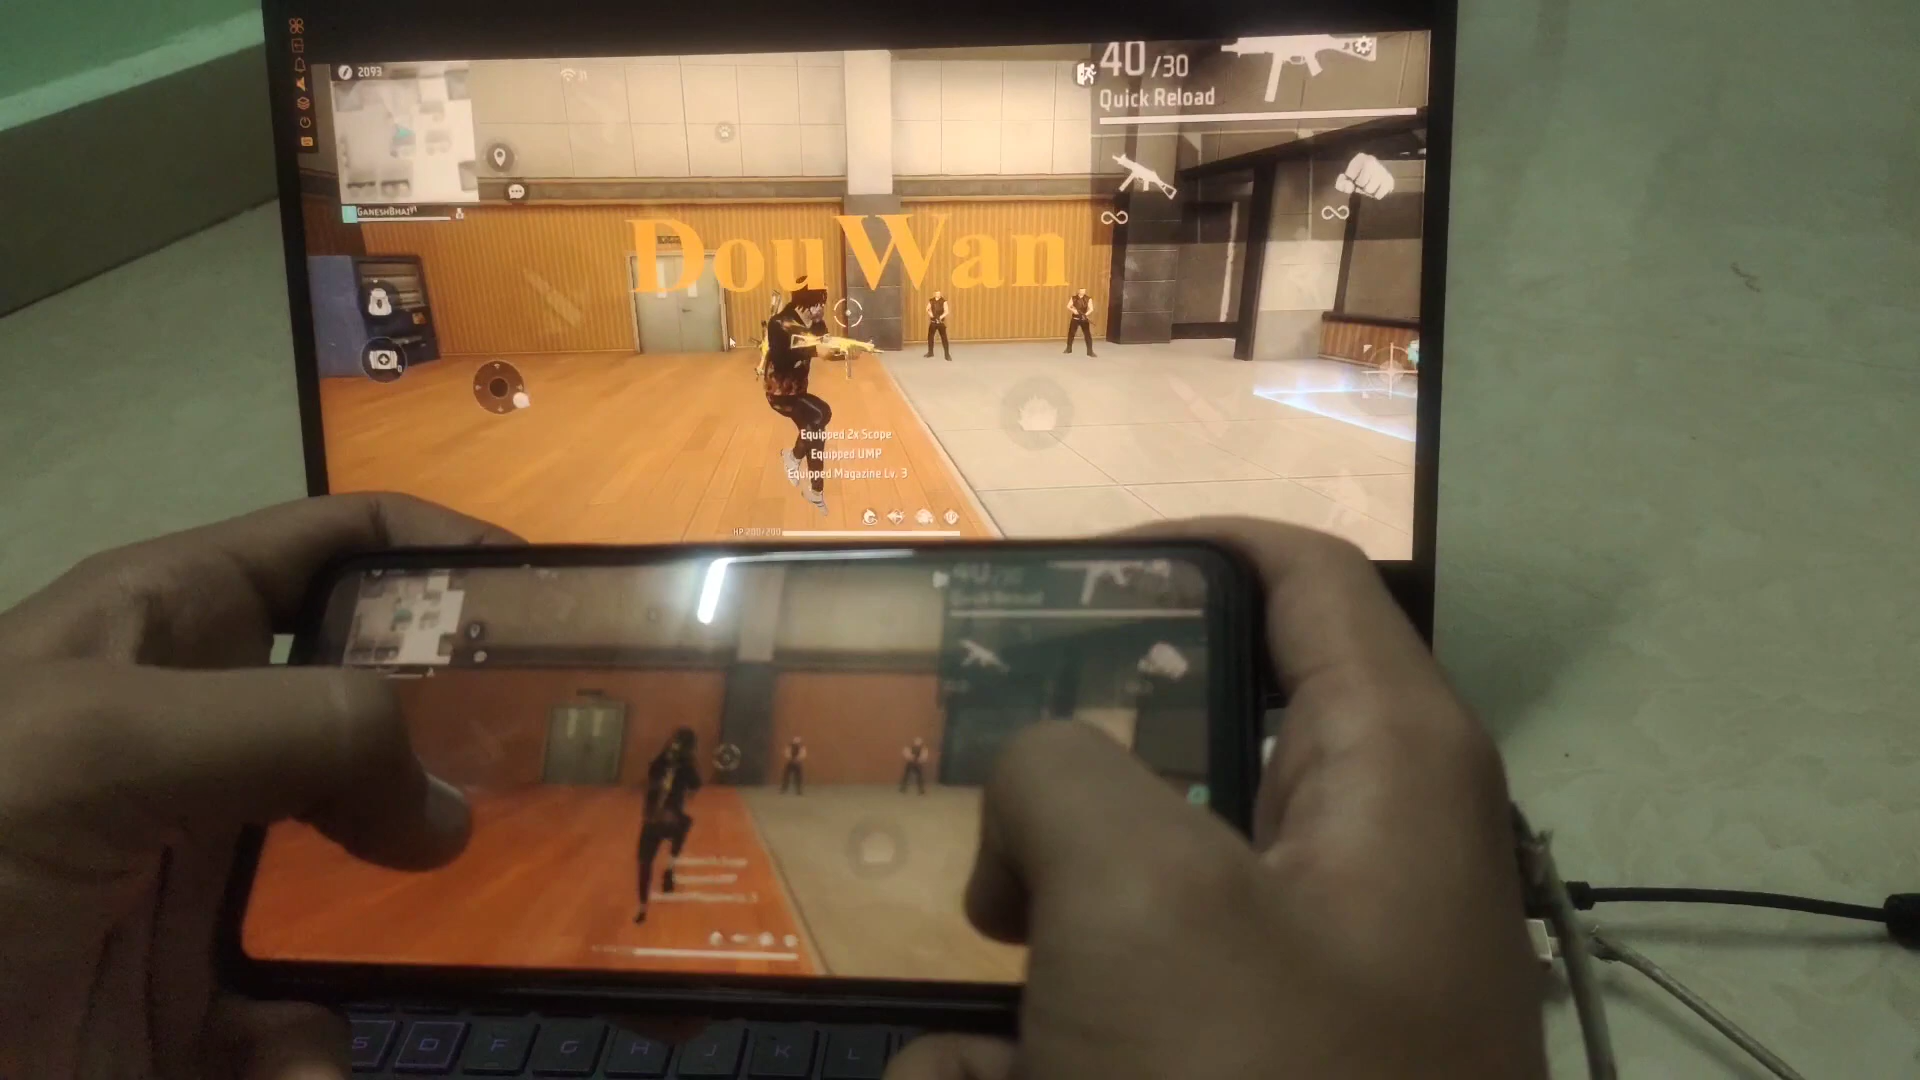 2093
31
40/30
Quick Reload
GANESHBHAI
DouWan
Equipped 2x Scope
Equipped UMP
Equipped Magazine Lv. 3
HP 200/200
S D F G H J K L